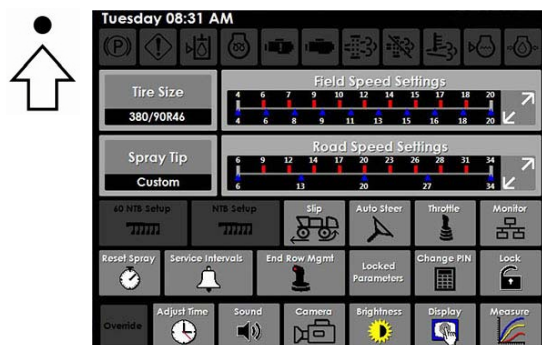 Tuesday 08:31 AM
(P)
Tire Size
380/90R46
Field Speed Settings
4 6 7 9 10 12 14 15 17 18 20
4 6 8 9 11 13 15 16 18 20
Spray Tip
Custom
Road Speed Settings
6 9 12 14 17 20 23 26 28 31 34
6 13 20 27 34
60 NTB Setup NTB Setup Slip Auto Steer Throttle Monitor
Reset Spray Service Intervals End Row Mgmt Locked Parameters Change PIN Lock
Override Adjust Time Sound Camera Brightness Display Measure